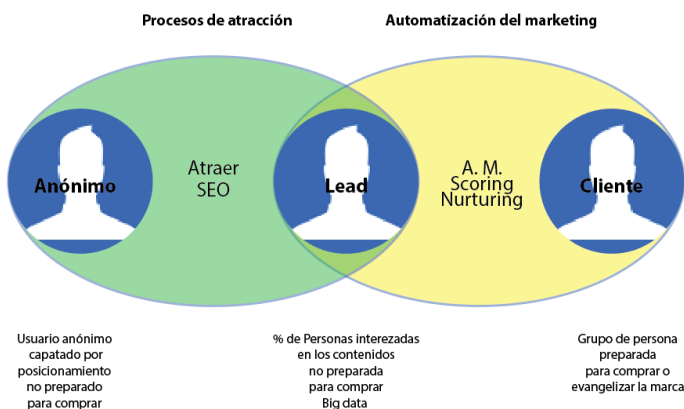 Procesos de atracción
Automatización del marketing
Anónimo
Atraer
SEO
Lead
A. M.
Scoring
Nurturing
Cliente
Usuario anónimo
capatado por
posicionamiento
no preparado
para comprar
% de Personas interezadas
en los contenidos
no preparada
para comprar
Big data
Grupo de persona
preparada
para comprar o
evangelizar la marca